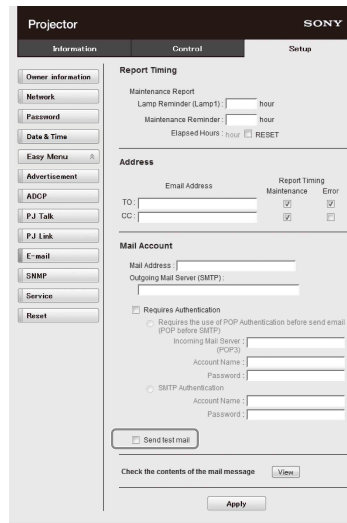 Projector
SONY
Information Control Setup
Owner information
Network
Password
Date & Time
Easy Menu
Advertisement
ADCP
PJ Talk
PJ Link
E-mail
SNMP
Service
Reset
Report Timing
Maintenance Report
Lamp Reminder (Lamp1) : hour
Maintenance Reminder : hour
Elapsed Hours : hour RESET
Address
Report Timing
Email Address Maintenance Error
TO :
CC :
Mail Account
Mail Address :
Outgoing Mail Server (SMTP) :
Requires Authentication
Requires the use of POP Authentication before send email
(POP before SMTP)
Incoming Mail Server :
(POP3)
Account Name :
Password :
SMTP Authentication
Account Name :
Password :
Send test mail
Check the contents of the mail message View
Apply